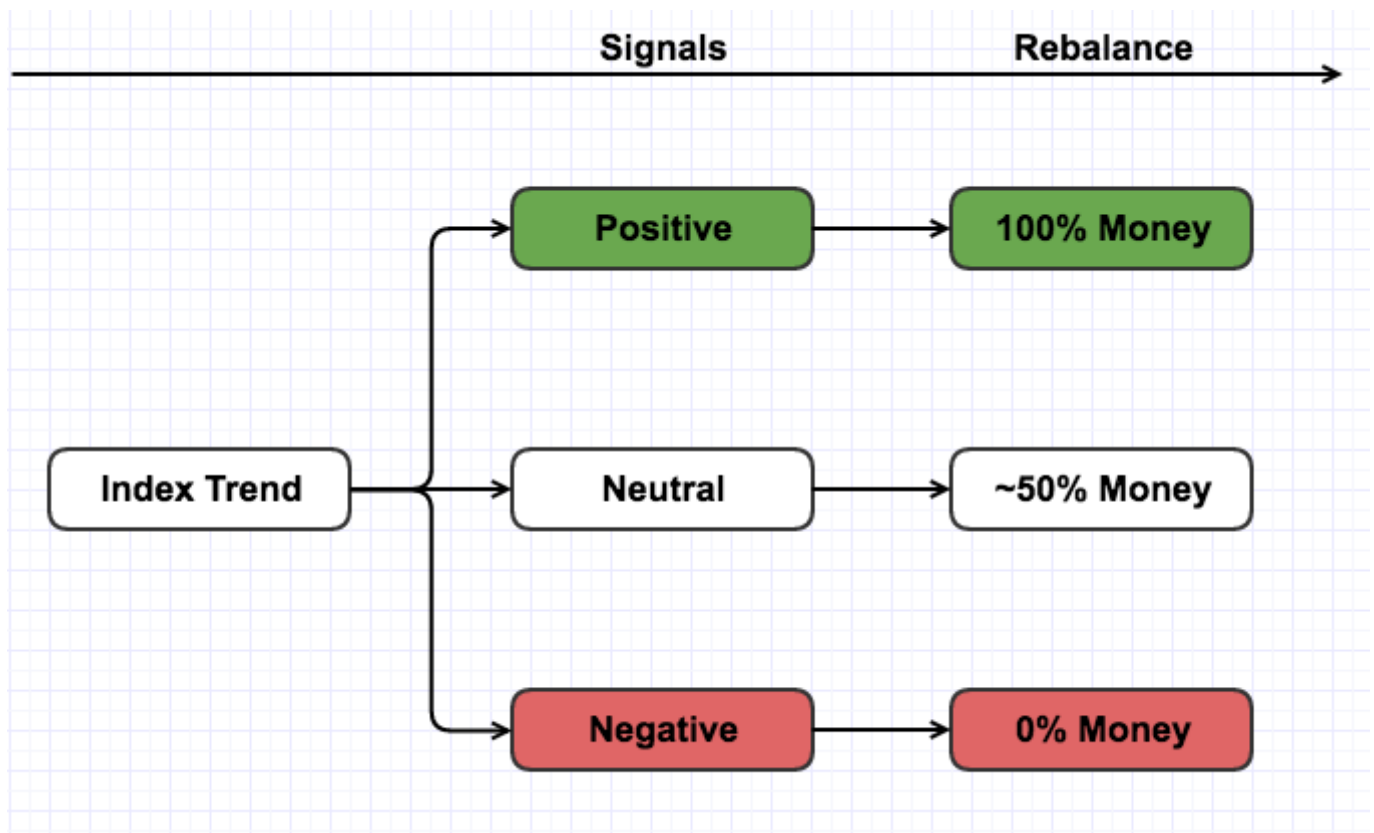 Signals
Rebalance
Positive
100% Money
Index Trend
Neutral
~50% Money
Negative
0% Money